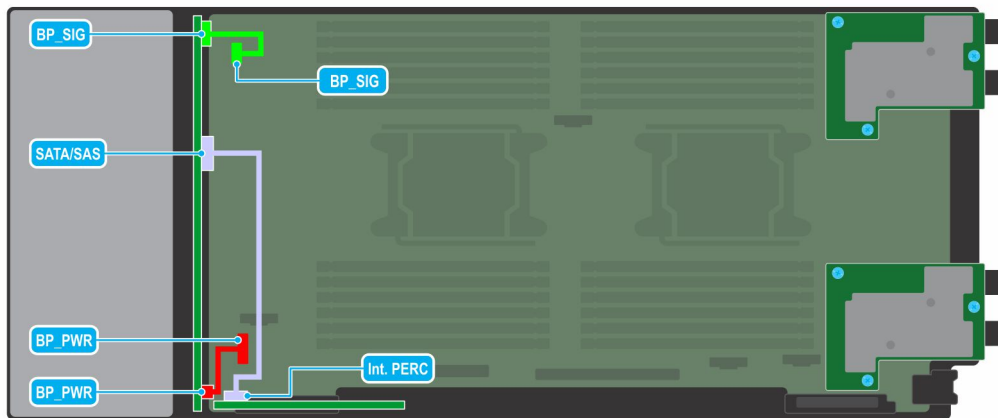 BP_SIG
BP_SIG
SATA/SAS
BP_PWR
Int. PERC
BP_PWR